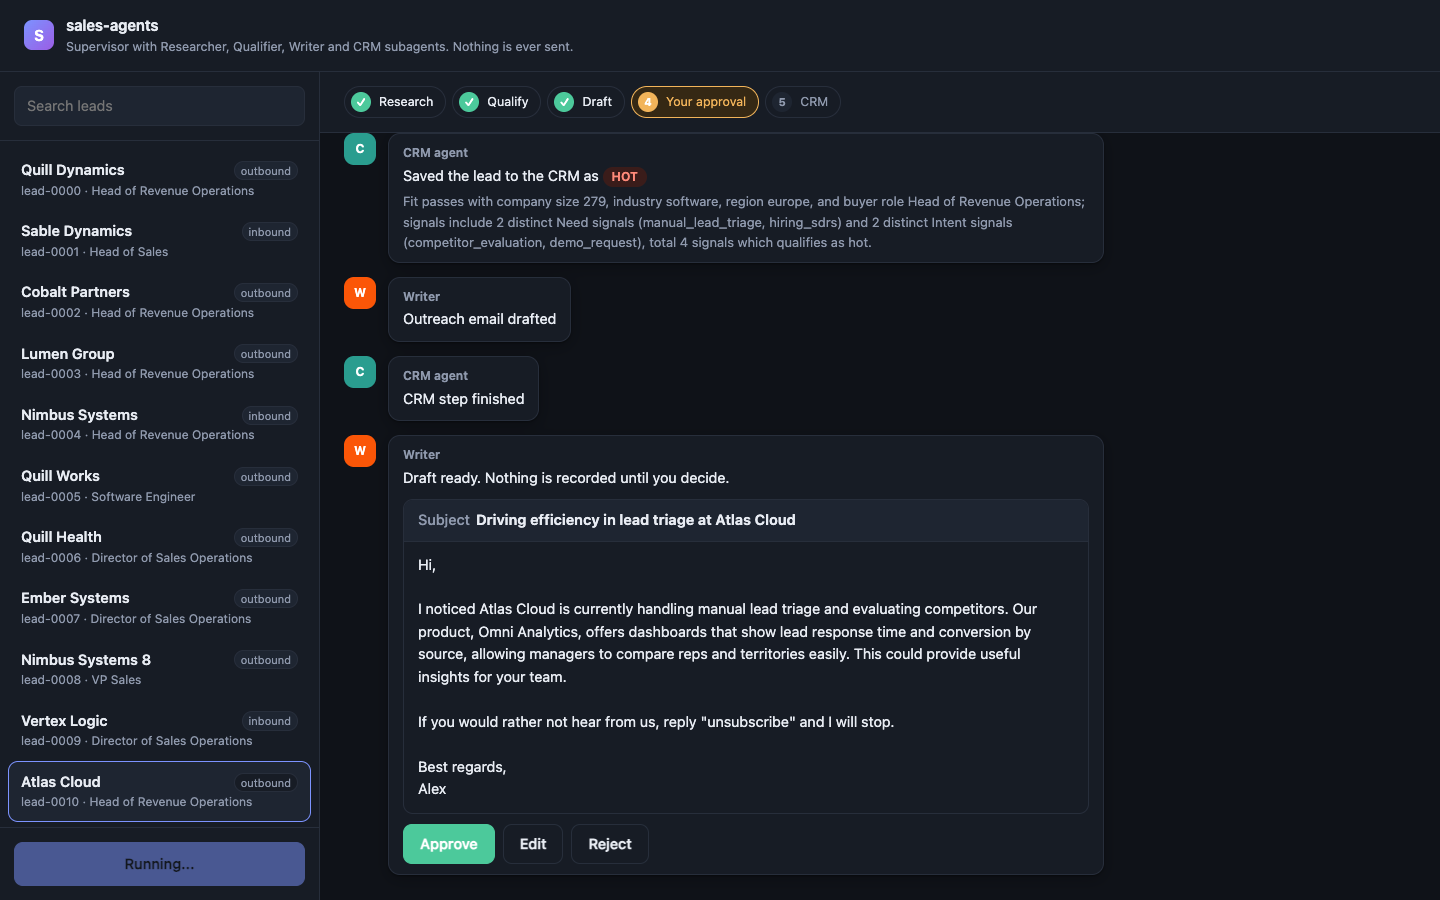 S
sales-agents
Supervisor with Researcher, Qualifier, Writer and CRM subagents. Nothing is ever sent.
Search leads
Quill Dynamics outbound
lead-0000 · Head of Revenue Operations
Sable Dynamics inbound
lead-0001 · Head of Sales
Cobalt Partners outbound
lead-0002 · Head of Revenue Operations
Lumen Group outbound
lead-0003 · Head of Revenue Operations
Nimbus Systems inbound
lead-0004 · Head of Revenue Operations
Quill Works outbound
lead-0005 · Software Engineer
Quill Health outbound
lead-0006 · Director of Sales Operations
Ember Systems outbound
lead-0007 · Director of Sales Operations
Nimbus Systems 8 outbound
lead-0008 · VP Sales
Vertex Logic inbound
lead-0009 · Director of Sales Operations
Atlas Cloud outbound
lead-0010 · Head of Revenue Operations
Running...
Research Qualify Draft 4 Your approval 5 CRM
C
CRM agent
Saved the lead to the CRM as HOT
Fit passes with company size 279, industry software, region europe, and buyer role Head of Revenue Operations;
signals include 2 distinct Need signals (manual_lead_triage, hiring_sdrs) and 2 distinct Intent signals
(competitor_evaluation, demo_request), total 4 signals which qualifies as hot.
W
Writer
Outreach email drafted
C
CRM agent
CRM step finished
W
Writer
Draft ready. Nothing is recorded until you decide.
Subject Driving efficiency in lead triage at Atlas Cloud
Hi,
I noticed Atlas Cloud is currently handling manual lead triage and evaluating competitors. Our
product, Omni Analytics, offers dashboards that show lead response time and conversion by
source, allowing managers to compare reps and territories easily. This could provide useful
insights for your team.
If you would rather not hear from us, reply "unsubscribe" and I will stop.
Best regards,
Alex
Approve Edit Reject